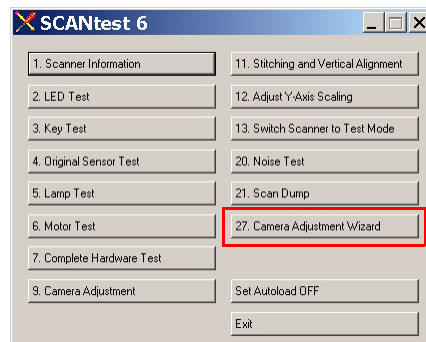 SCANtest 6
1. Scanner Information
2. LED Test
3. Key Test
4. Original Sensor Test
5. Lamp Test
6. Motor Test
7. Complete Hardware Test
9. Camera Adjustment
11. Stitching and Vertical Alignment
12. Adjust Y-Axis Scaling
13. Switch Scanner to Test Mode
20. Noise Test
21. Scan Dump
27. Camera Adjustment Wizard
Set Autoload OFF
Exit